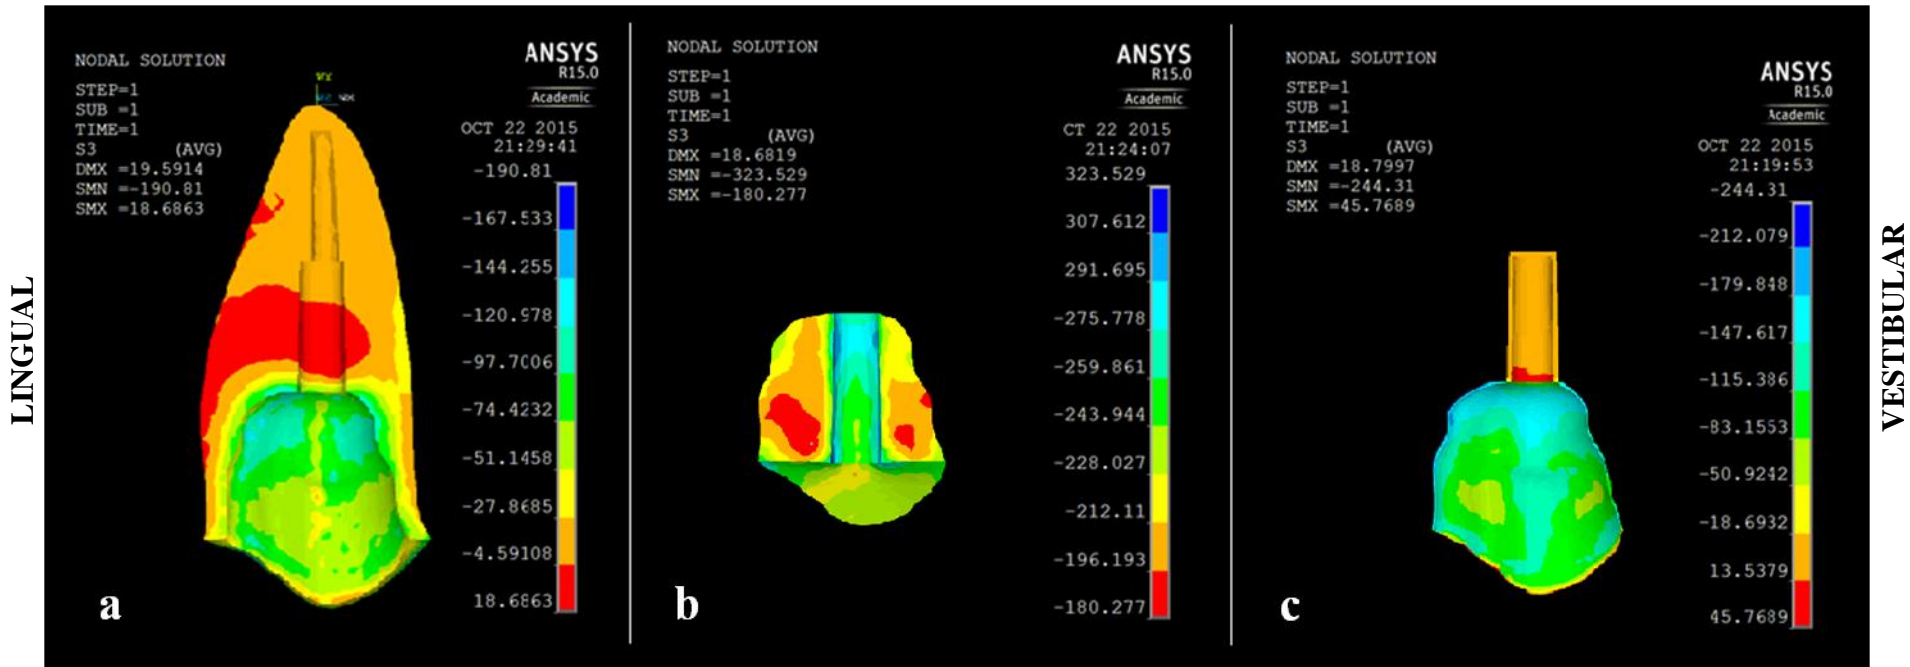 LINGUAL
NODAL SOLUTION
STEP=1
SUB =1
TIME=1
S3 (AVG)
DMX =19.5914
SMN =-190.81
SMX =18.6863
ANSYS
R15.0
Academic
OCT 22 2015
21:29:41
-190.81
-167.533
-144.255
-120.978
-97.7006
-74.4232
-51.1458
-27.8685
-4.59108
18.6863
a
NODAL SOLUTION
STEP=1
SUB =1
TIME=1
S3 (AVG)
DMX =18.6819
SMN =-323.529
SMX =-180.277
ANSYS
R15.0
Academic
CT 22 2015
21:24:07
323.529
307.612
291.695
-275.778
-259.861
-243.944
-228.027
-212.11
-196.193
-180.277
b
NODAL SOLUTION
STEP=1
SUB =1
TIME=1
S3 (AVG)
DMX =18.7997
SMN =-244.31
SMX =45.7689
ANSYS
R15.0
Academic
OCT 22 2015
21:19:53
-244.31
-212.079
-179.848
-147.617
-115.386
-83.1553
-50.9242
-18.6932
13.5379
45.7689
c
VESTIBULAR